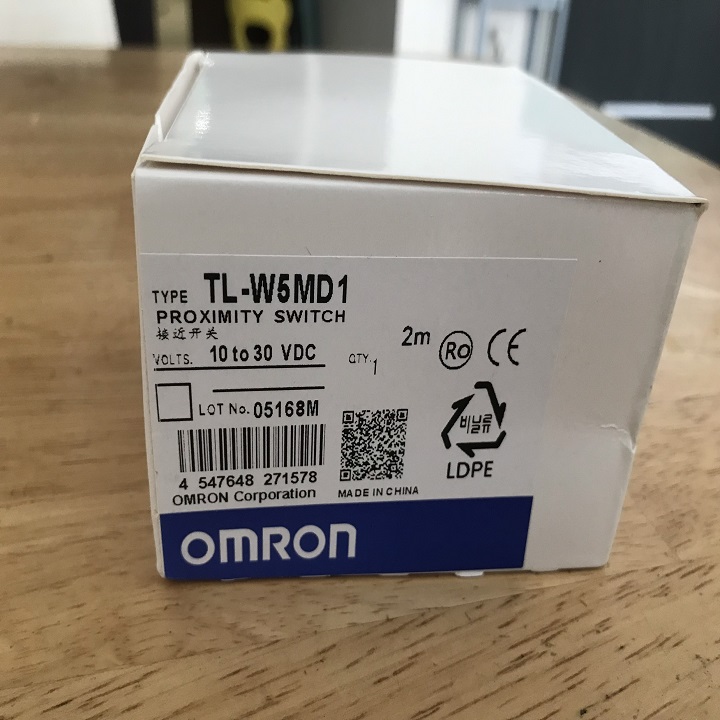 TYPE TL-W5MD1
PROXIMITY SWITCH
接近开关
VOLTS. 10 to 30 VDC
QTY. 1
2m
Ro CE
LOT No. 05168M
4 547648 271578
OMRON Corporation
MADE IN CHINA
비닐류
LDPE
OMRON